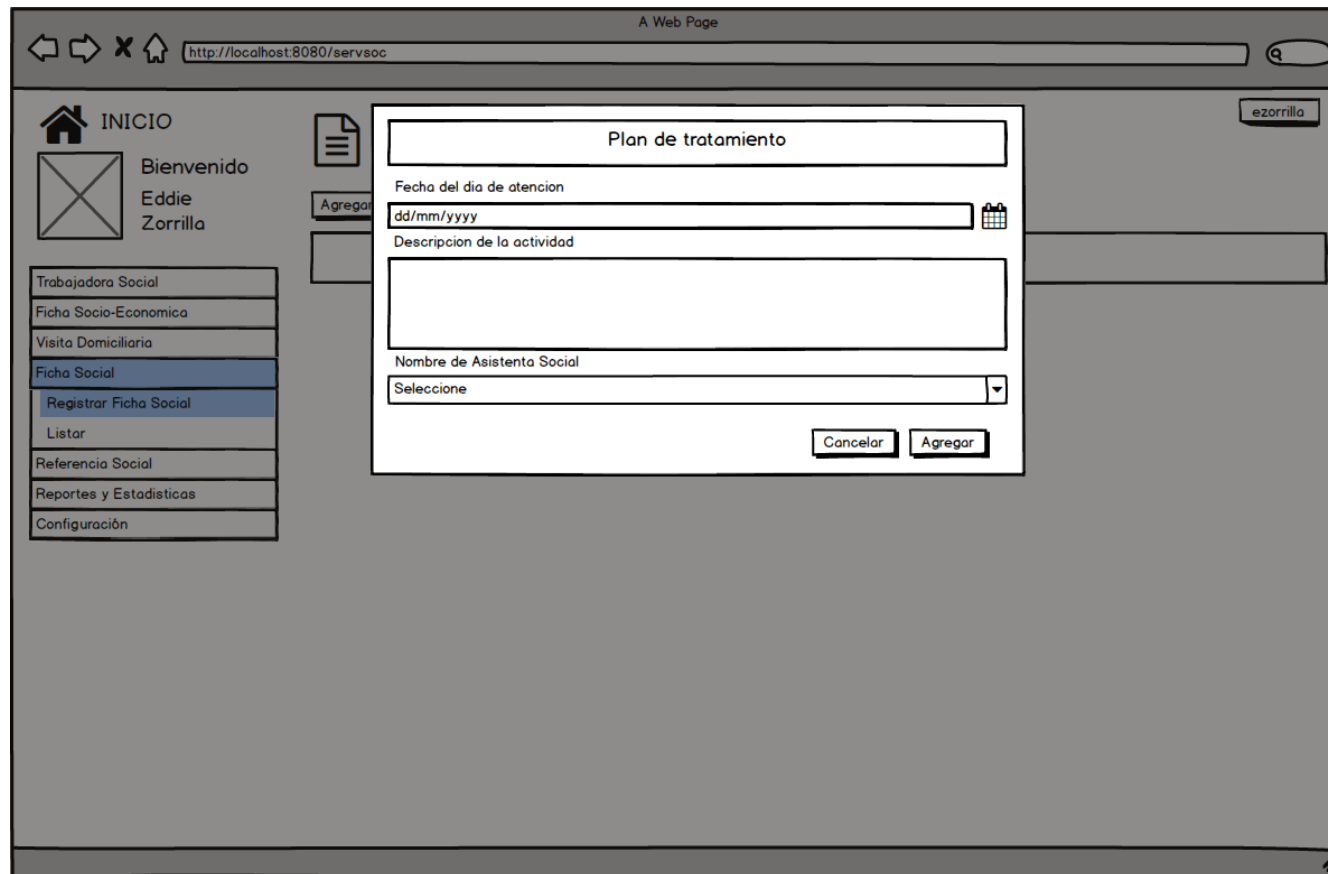 A Web Page
http://localhost:8080/servsoc
INICIO
Bienvenido
Eddie
Zorrilla
ezorrilla
Trabajadora Social
Ficha Socio-Economica
Visita Domiciliaria
Ficha Social
Registrar Ficha Social
Listar
Referencia Social
Reportes y Estadisticas
Configuración
Agregar
Plan de tratamiento
Fecha del dia de atencion
dd/mm/yyyy
Descripcion de la actividad
Nombre de Asistenta Social
Seleccione
Cancelar
Agregar